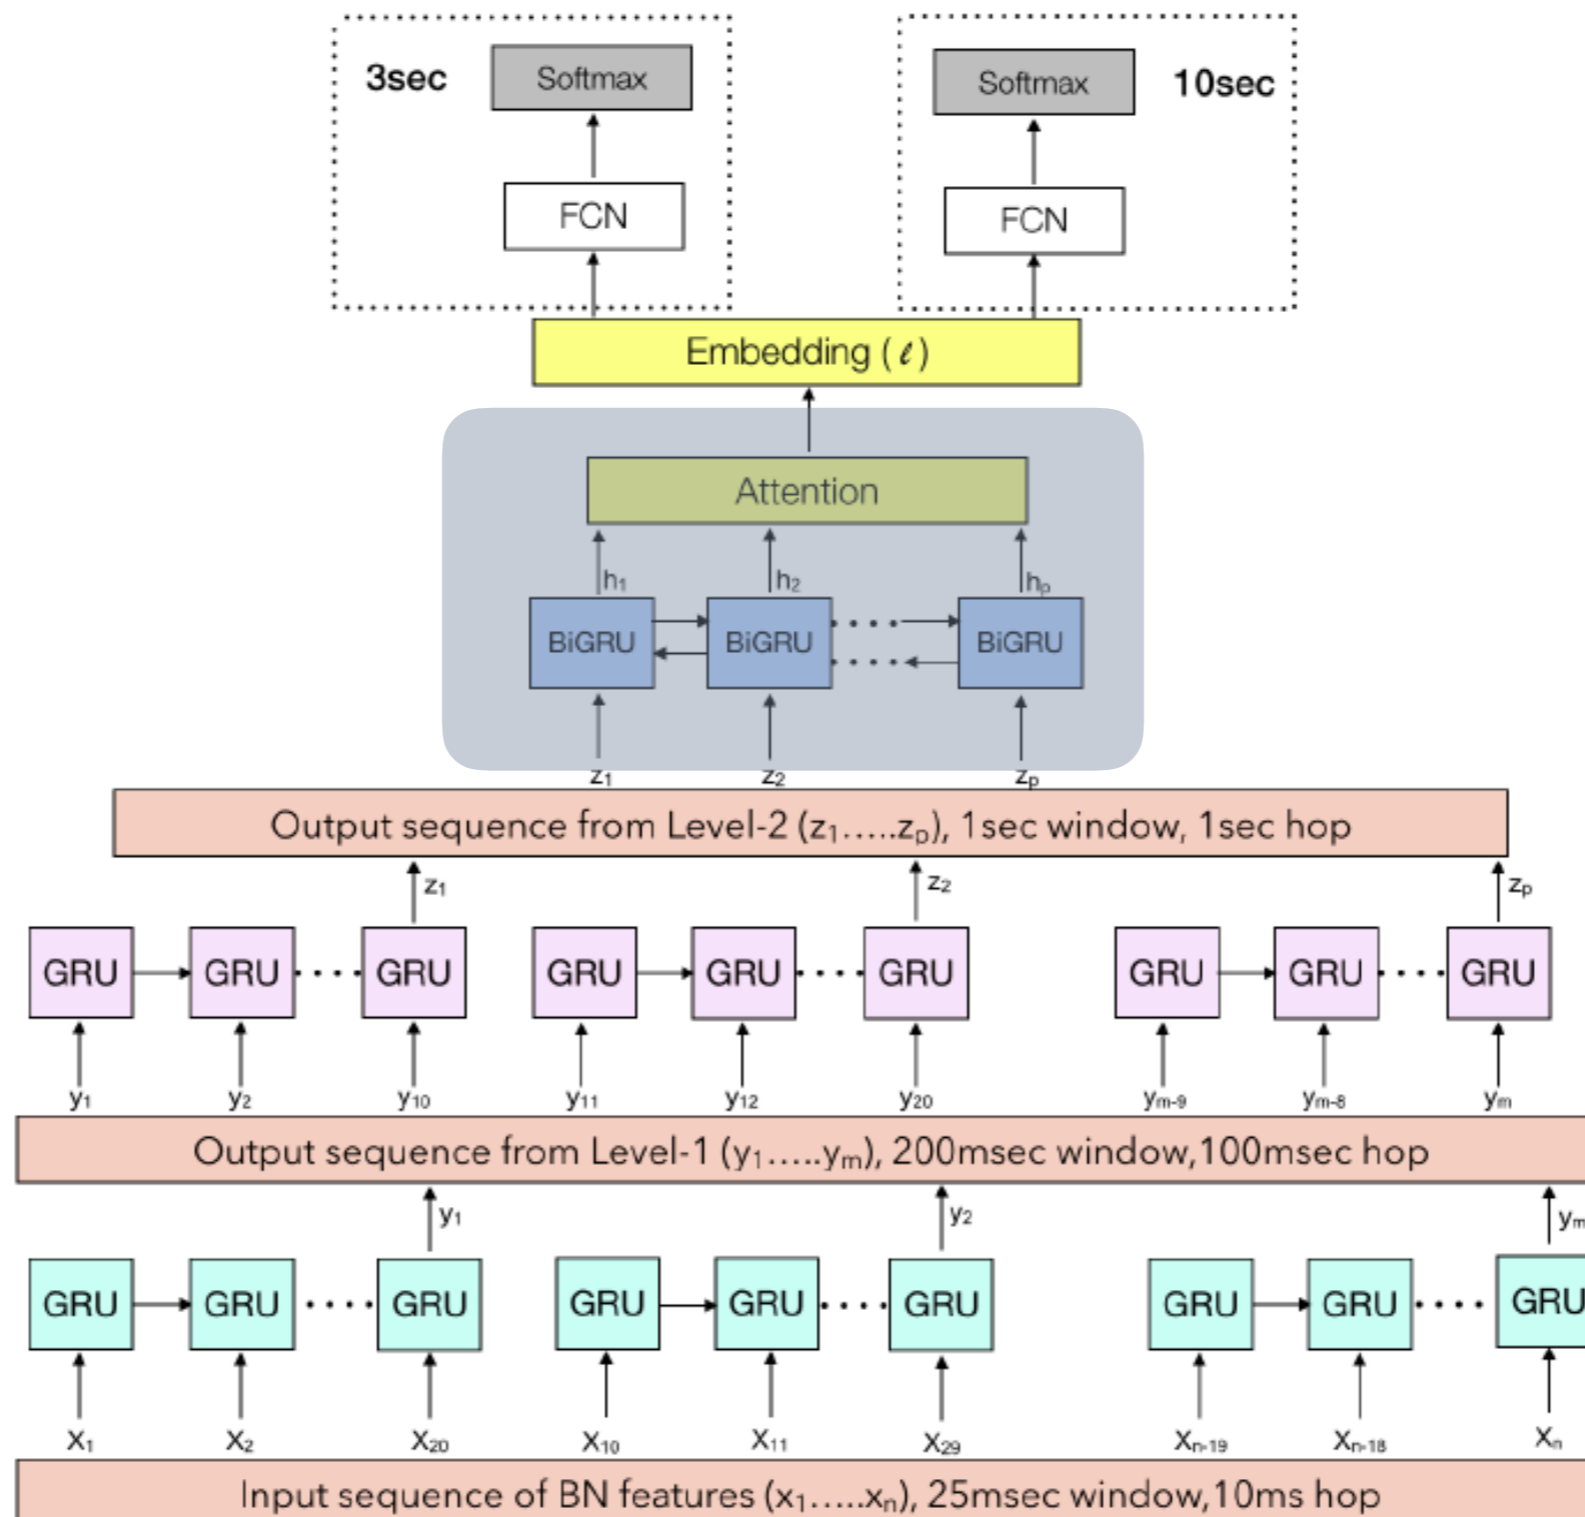 3sec Softmax Softmax 10sec
FCN FCN
Embedding (ℓ)
Attention
h₁ h₂ hₚ
BiGRU BiGRU BiGRU
z₁ z₂ zₚ
Output sequence from Level-2 (z₁.....zₚ), 1sec window, 1sec hop
z₁ z₂ zₚ
GRU GRU GRU GRU GRU GRU GRU GRU GRU
y₁ y₂ y₁₀ y₁₁ y₁₂ y₂₀ yₘ₋₉ yₘ₋₈ yₘ
Output sequence from Level-1 (y₁.....yₘ), 200msec window,100msec hop
y₁ y₂ yₘ
GRU GRU GRU GRU GRU GRU GRU GRU GRU
X₁ X₂ X₂₀ X₁₀ X₁₁ X₂₉ Xₙ₋₁₉ Xₙ₋₁₈ Xₙ
Input sequence of BN features (x₁.....xₙ), 25msec window,10ms hop